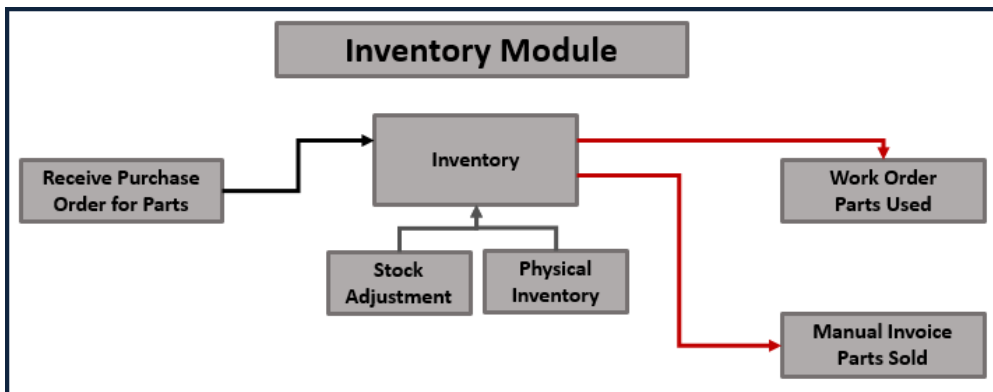 Inventory Module
Receive Purchase
Order for Parts
Inventory
Work Order
Parts Used
Stock
Adjustment
Physical
Inventory
Manual Invoice
Parts Sold